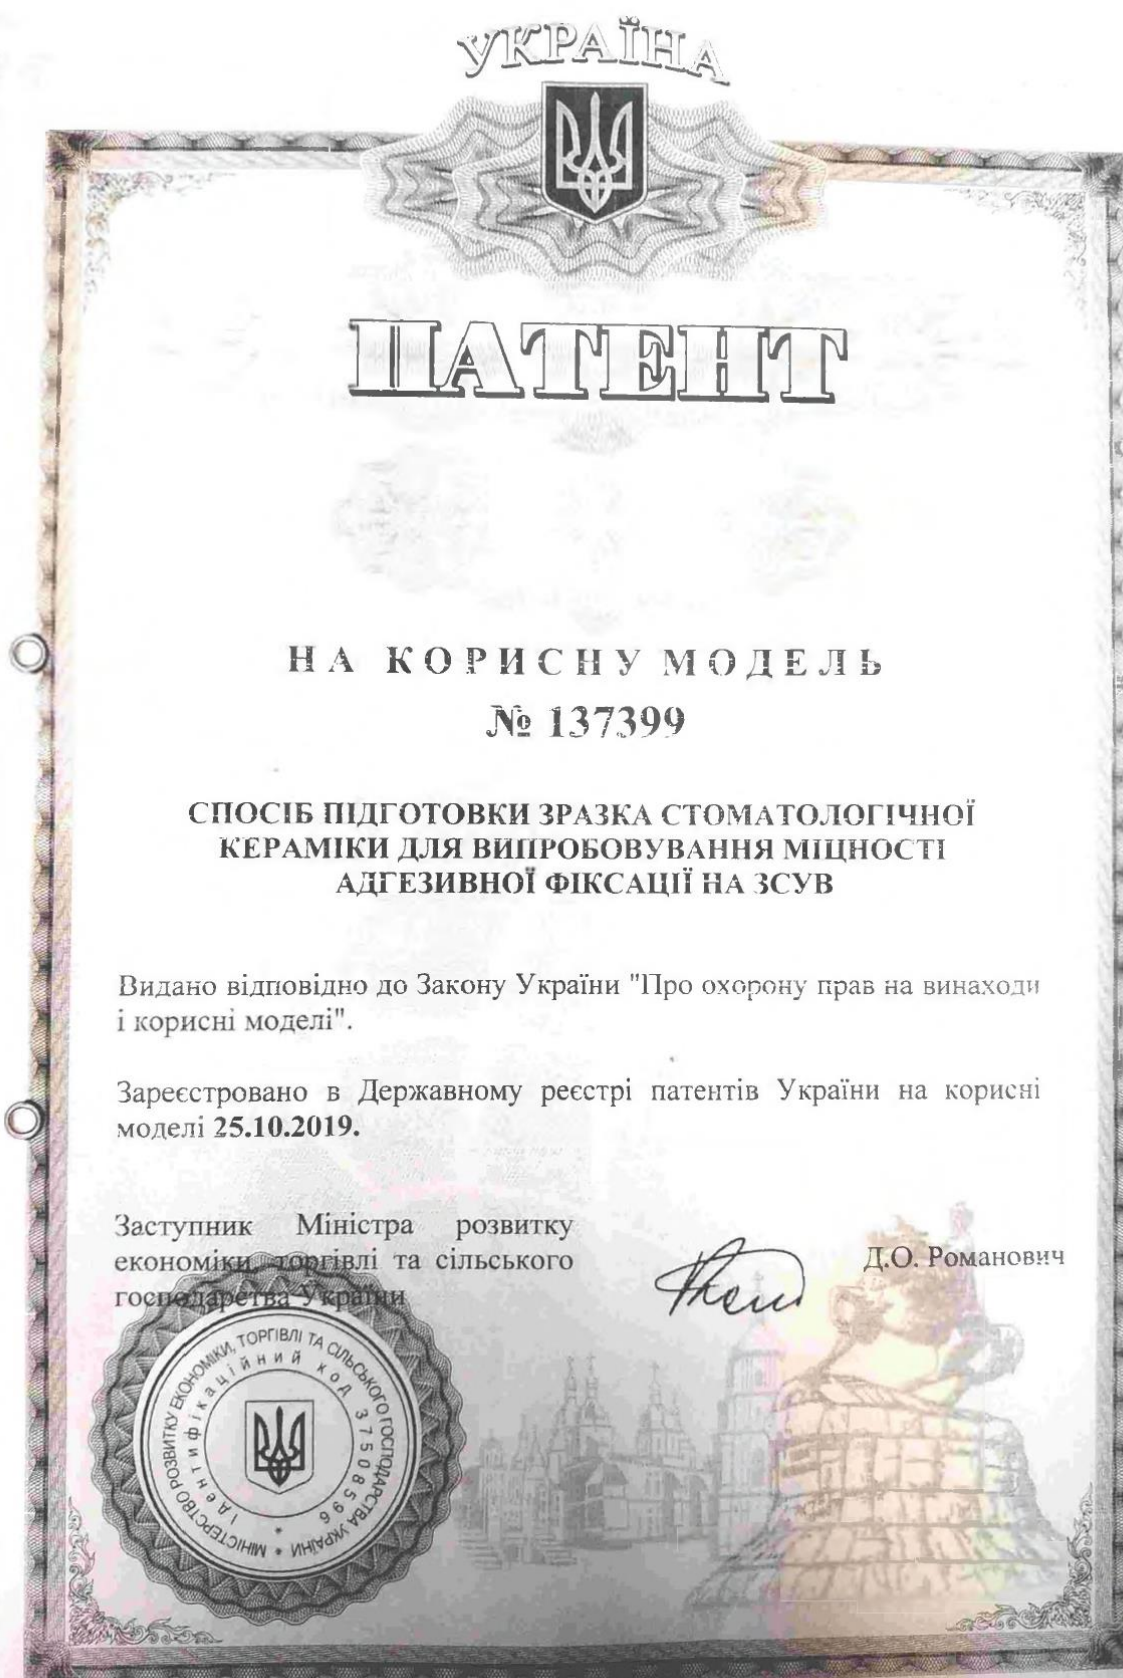 УКРАЇНА
ПАТЕНТ
НА КОРИСНУ МОДЕЛЬ
№ 137399
СПОСІБ ПІДГОТОВКИ ЗРАЗКА СТОМАТОЛОГІЧНОЇ
КЕРАМІКИ ДЛЯ ВИПРОБОВУВАННЯ МІЦНОСТІ
АДГЕЗИВНОЇ ФІКСАЦІЇ НА ЗСУВ
Видано відповідно до Закону України "Про охорону прав на винаходи
і корисні моделі".
Зареєстровано в Державному реєстрі патентів України на корисні
моделі 25.10.2019.
Заступник Міністра розвитку
економіки, торгівлі та сільського
господарства України
Д.О. Романович
МІНІСТЕРСТВО РОЗВИТКУ ЕКОНОМІКИ, ТОРГІВЛІ ТА СІЛЬСЬКОГО ГОСПОДАРСТВА УКРАЇНИ *
Ідентифікаційний код 37508596 *